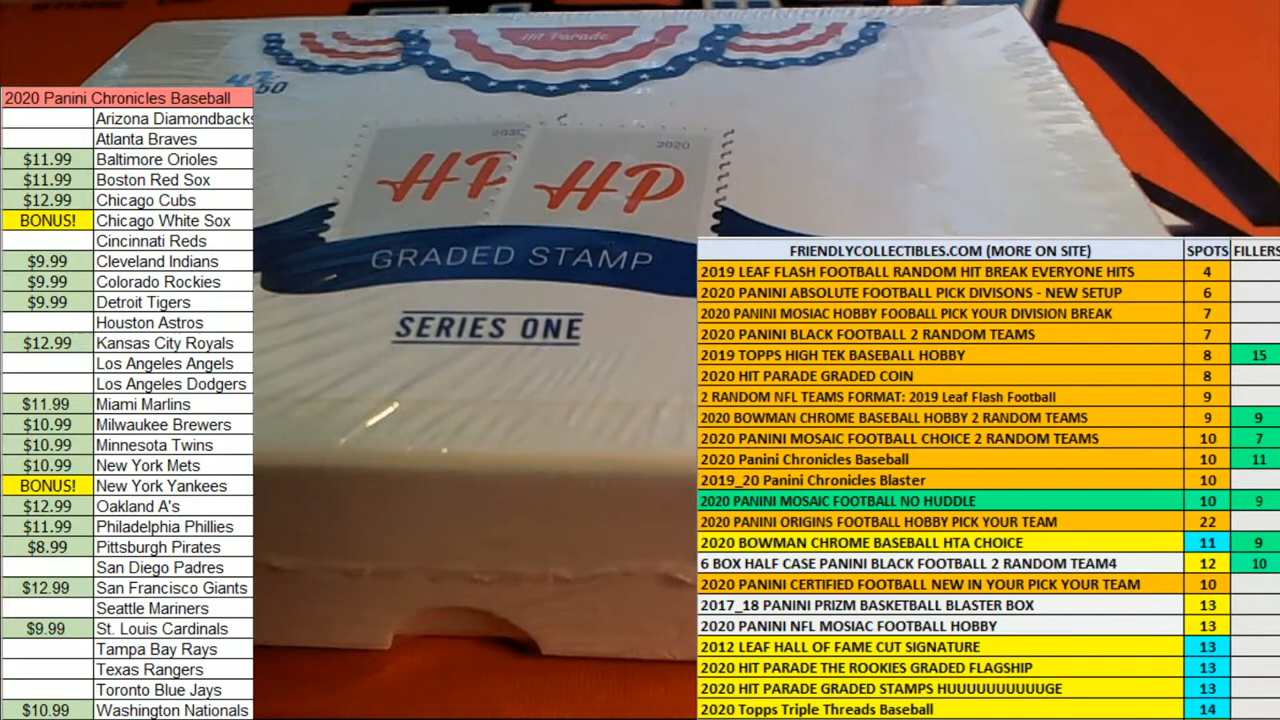 Hit Parade
50
2020
HP
2020
HP
GRADED STAMP
SERIES ONE
2020 Panini Chronicles Baseball
Arizona Diamondbacks
Atlanta Braves
$11.99 Baltimore Orioles
$11.99 Boston Red Sox
$12.99 Chicago Cubs
BONUS! Chicago White Sox
Cincinnati Reds
$9.99 Cleveland Indians
$9.99 Colorado Rockies
$9.99 Detroit Tigers
Houston Astros
$12.99 Kansas City Royals
Los Angeles Angels
Los Angeles Dodgers
$11.99 Miami Marlins
$10.99 Milwaukee Brewers
$10.99 Minnesota Twins
$10.99 New York Mets
BONUS! New York Yankees
$12.99 Oakland A's
$11.99 Philadelphia Phillies
$8.99 Pittsburgh Pirates
San Diego Padres
$12.99 San Francisco Giants
Seattle Mariners
$9.99 St. Louis Cardinals
Tampa Bay Rays
Texas Rangers
Toronto Blue Jays
$10.99 Washington Nationals
FRIENDLYCOLLECTIBLES.COM (MORE ON SITE) SPOTS FILLERS
2019 LEAF FLASH FOOTBALL RANDOM HIT BREAK EVERYONE HITS 4
2020 PANINI ABSOLUTE FOOTBALL PICK DIVISONS - NEW SETUP 6
2020 PANINI MOSIAC HOBBY FOOBALL PICK YOUR DIVISION BREAK 7
2020 PANINI BLACK FOOTBALL 2 RANDOM TEAMS 7
2019 TOPPS HIGH TEK BASEBALL HOBBY 8 15
2020 HIT PARADE GRADED COIN 8
2 RANDOM NFL TEAMS FORMAT: 2019 Leaf Flash Football 9
2020 BOWMAN CHROME BASEBALL HOBBY 2 RANDOM TEAMS 9 9
2020 PANINI MOSAIC FOOTBALL CHOICE 2 RANDOM TEAMS 10 7
2020 Panini Chronicles Baseball 10 11
2019_20 Panini Chronicles Blaster 10
2020 PANINI MOSAIC FOOTBALL NO HUDDLE 10 9
2020 PANINI ORIGINS FOOTBALL HOBBY PICK YOUR TEAM 22
2020 BOWMAN CHROME BASEBALL HTA CHOICE 11 9
6 BOX HALF CASE PANINI BLACK FOOTBALL 2 RANDOM TEAM4 12 10
2020 PANINI CERTIFIED FOOTBALL NEW IN YOUR PICK YOUR TEAM 10
2017_18 PANINI PRIZM BASKETBALL BLASTER BOX 13
2020 PANINI NFL MOSIAC FOOTBALL HOBBY 13
2012 LEAF HALL OF FAME CUT SIGNATURE 13
2020 HIT PARADE THE ROOKIES GRADED FLAGSHIP 13
2020 HIT PARADE GRADED STAMPS HUUUUUUUUUUGE 13
2020 Topps Triple Threads Baseball 14